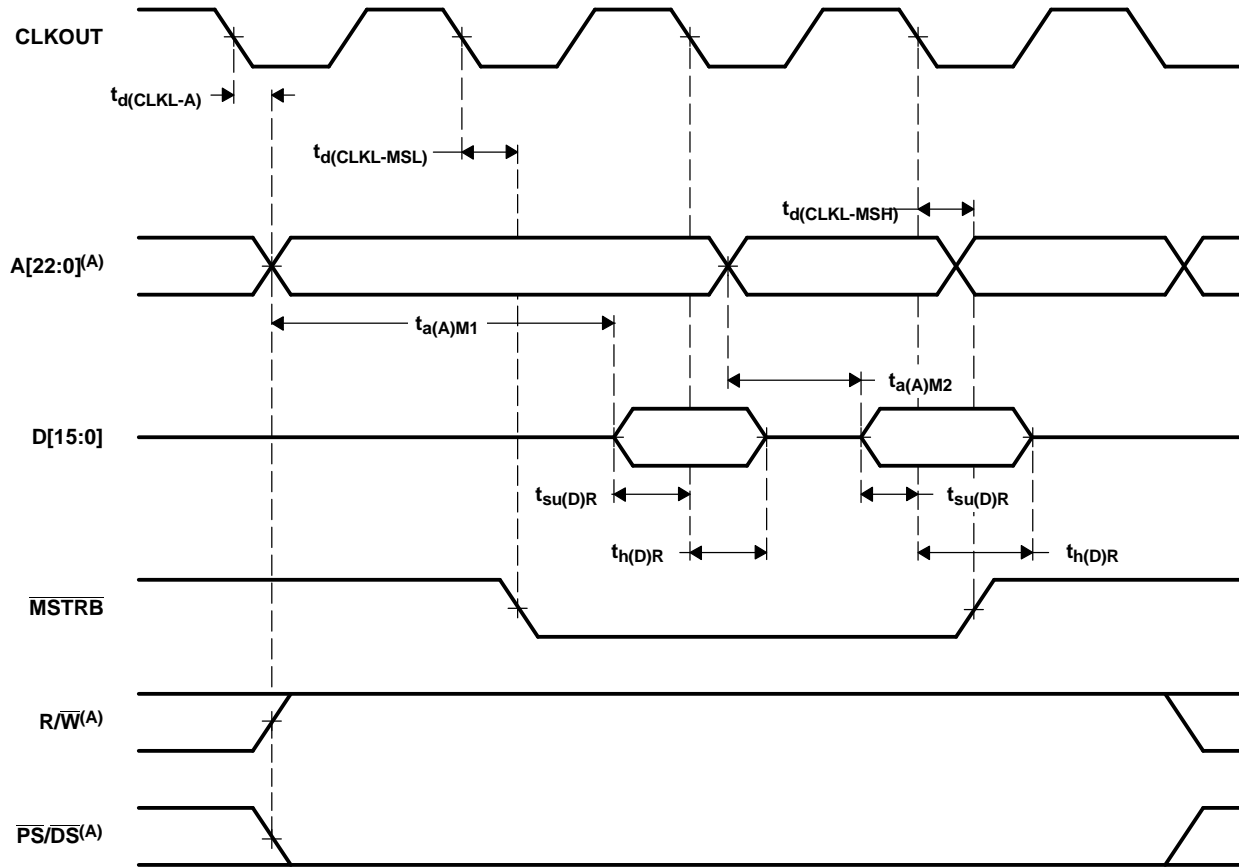 CLKOUT
td(CLKL-A)
td(CLKL-MSL)
td(CLKL-MSH)
A[22:0](A)
ta(A)M1
ta(A)M2
D[15:0]
tsu(D)R
tsu(D)R
th(D)R
th(D)R
MSTRB
R/W(A)
PS/DS(A)